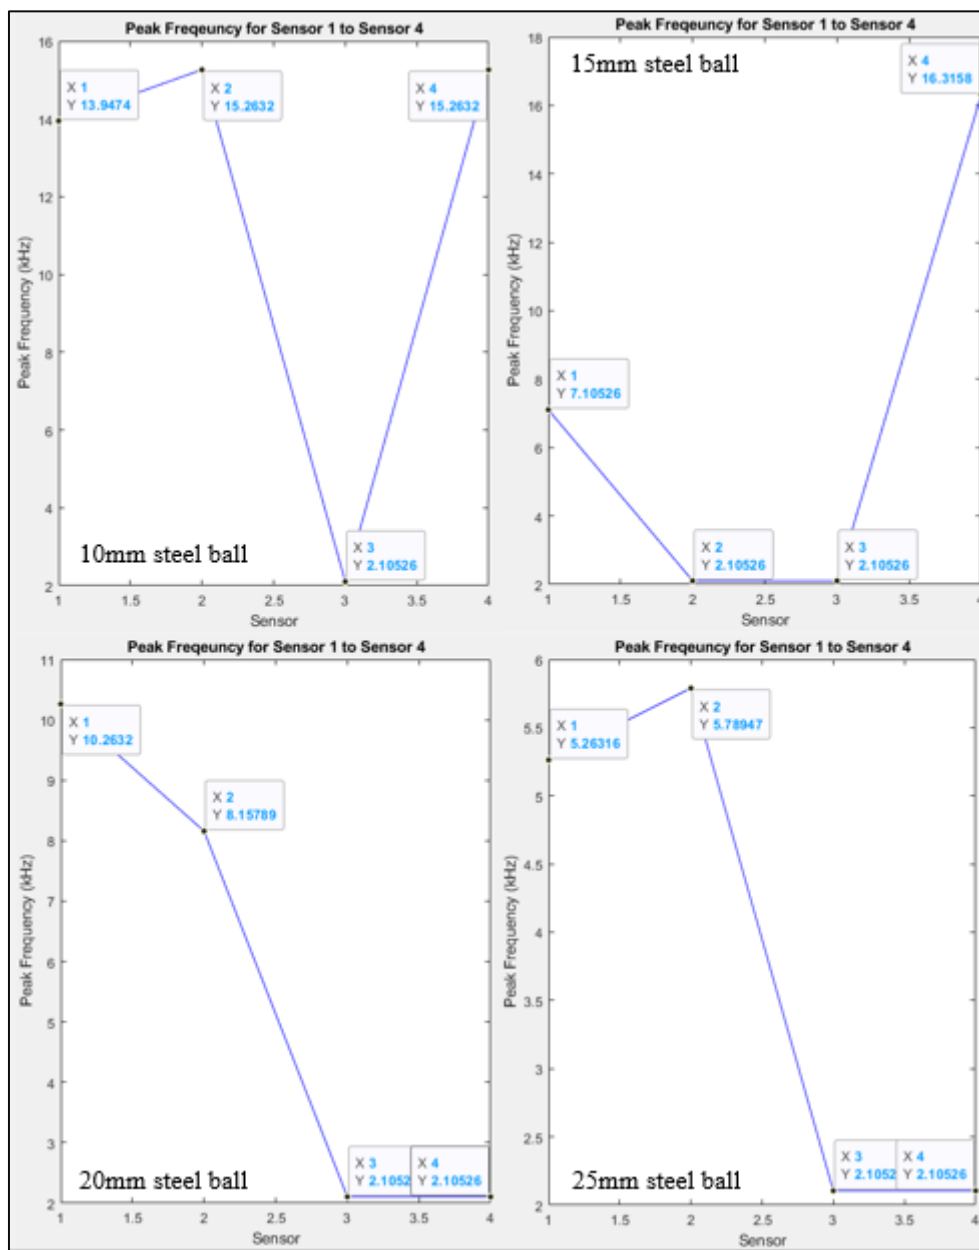 Peak Freqeuncy for Sensor 1 to Sensor 4
16
14
12
10
8
6
4
2
Peak Frequency (kHz)
X 1
Y 13.9474
X 2
Y 15.2632
X 4
Y 15.2632
X 3
Y 2.10526
10mm steel ball
1 1.5 2 2.5 3 3.5 4
Sensor
Peak Freqeuncy for Sensor 1 to Sensor 4
18
16
14
12
10
8
6
4
2
Peak Frequency (kHz)
15mm steel ball
X 4
Y 16.3158
X 1
Y 7.10526
X 2
Y 2.10526
X 3
Y 2.10526
1 1.5 2 2.5 3 3.5 4
Sensor
Peak Freqeuncy for Sensor 1 to Sensor 4
11
10
9
8
7
6
5
4
3
2
Peak Frequency (kHz)
X 1
Y 10.2632
X 2
Y 8.15789
X 3
Y 2.1052
X 4
Y 2.10526
20mm steel ball
1 1.5 2 2.5 3 3.5 4
Sensor
Peak Freqeuncy for Sensor 1 to Sensor 4
6
5.5
5
4.5
4
3.5
3
2.5
2
Peak Frequency (kHz)
X 1
Y 5.26316
X 2
Y 5.78947
X 3
Y 2.1052
X 4
Y 2.10526
25mm steel ball
1 1.5 2 2.5 3 3.5 4
Sensor